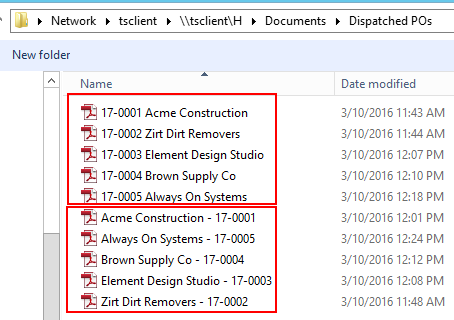 Network tsclient \\tsclient\H Documents Dispatched POs
New folder
Name Date modified
17-0001 Acme Construction 3/10/2016 11:43 AM
17-0002 Zirt Dirt Removers 3/10/2016 11:44 AM
17-0003 Element Design Studio 3/10/2016 12:07 PM
17-0004 Brown Supply Co 3/10/2016 12:10 PM
17-0005 Always On Systems 3/10/2016 12:18 PM
Acme Construction - 17-0001 3/10/2016 12:01 PM
Always On Systems - 17-0005 3/10/2016 12:24 PM
Brown Supply Co - 17-0004 3/10/2016 12:12 PM
Element Design Studio - 17-0003 3/10/2016 12:08 PM
Zirt Dirt Removers - 17-0002 3/10/2016 11:48 AM